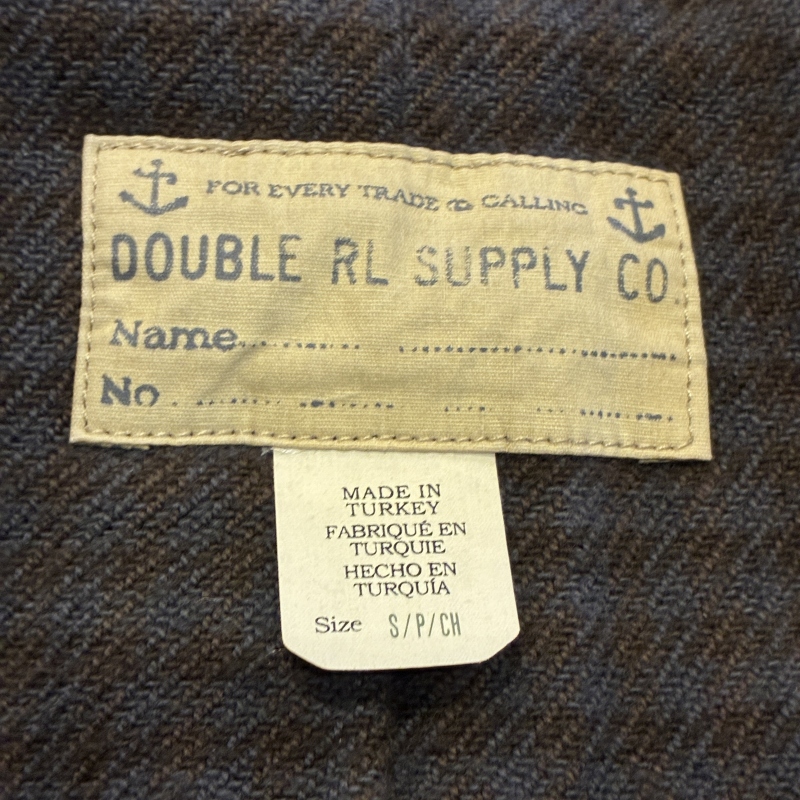 FOR EVERY TRADE & CALLING
DOUBLE RL SUPPLY CO.
Name
No.
MADE IN
TURKEY
FABRIQUÉ EN
TURQUIE
HECHO EN
TURQUÍA
Size S/P/CH